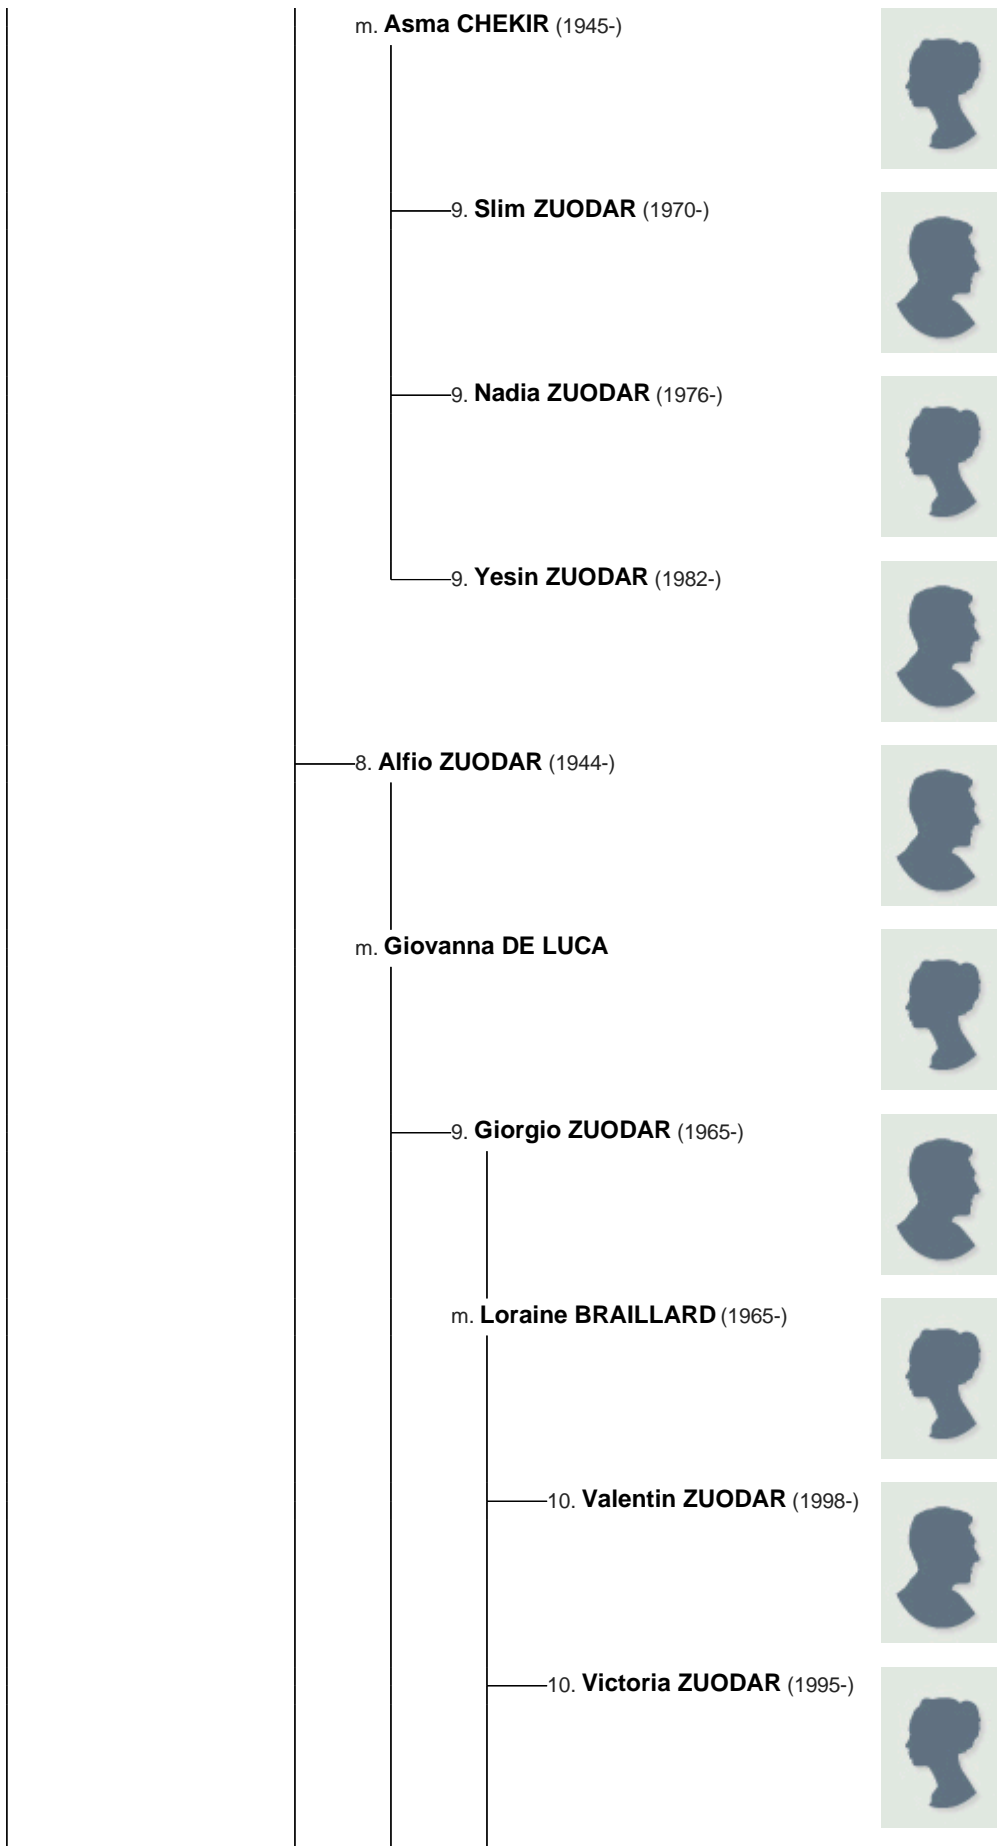 m. Asma CHEKIR (1945-)
9. Slim ZUODAR (1970-)
9. Nadia ZUODAR (1976-)
9. Yesin ZUODAR (1982-)
8. Alfio ZUODAR (1944-)
m. Giovanna DE LUCA
9. Giorgio ZUODAR (1965-)
m. Loraine BRAILLARD (1965-)
10. Valentin ZUODAR (1998-)
10. Victoria ZUODAR (1995-)